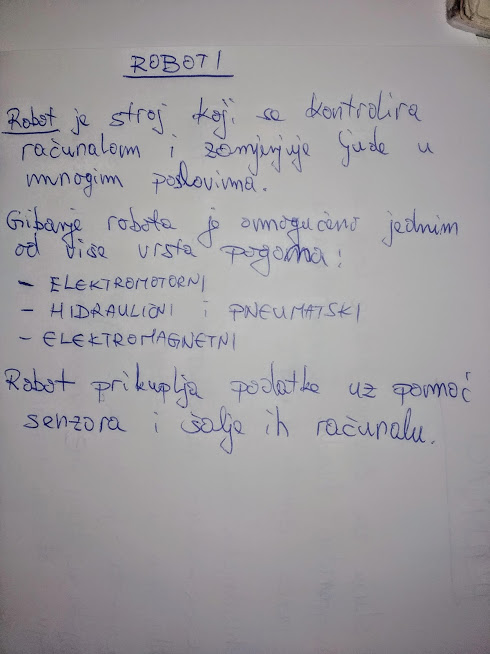 ROBOTI
Robot je stroj koji se kontrolira
računalom i zamjenjuje ljude u
mnogim poslovima.
Gibanje robota je omogućeno jednim
od više vrsta pogona:
- ELEKTROMOTORNI
- HIDRAULIČNI i PNEUMATSKI
- ELEKTROMAGNETNI
Robot prikuplja podatke uz pomoć
senzora i šalje ih računalu.